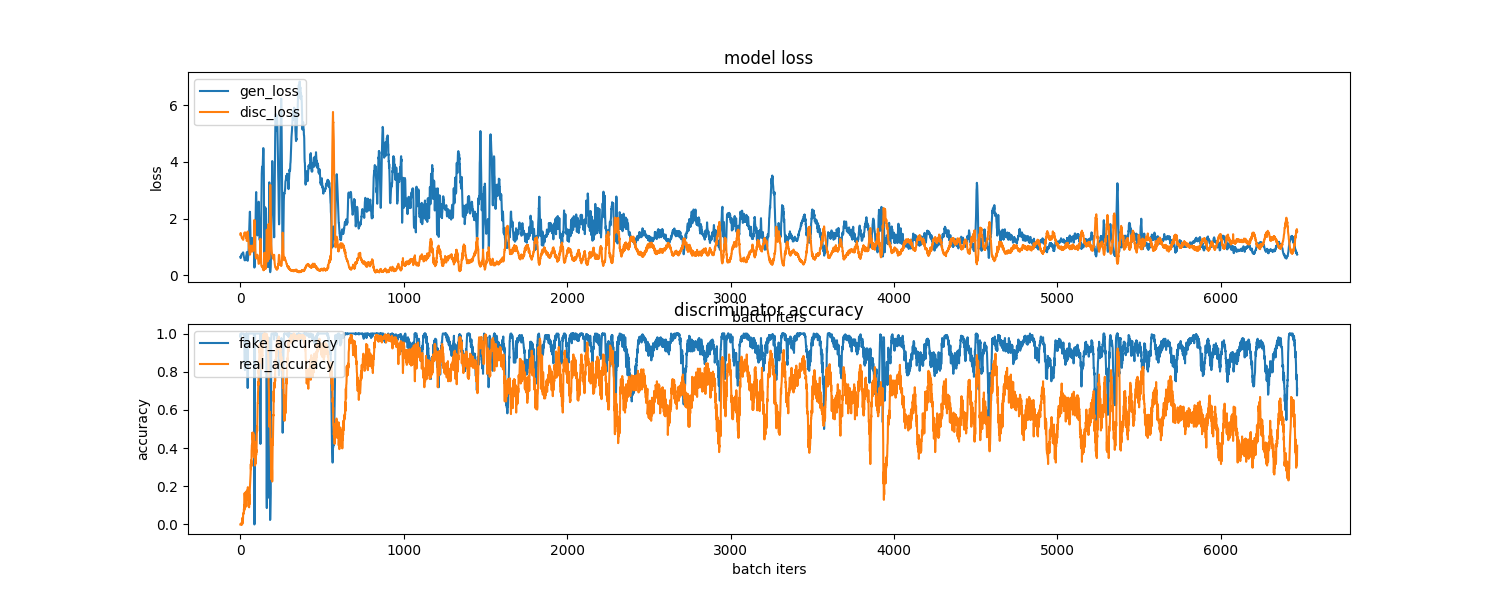 model loss
gen_loss
disc_loss
loss
6
4
2
0
0 1000 2000 3000 4000 5000 6000
batch iters
discriminator accuracy
fake_accuracy
real_accuracy
accuracy
1.0
0.8
0.6
0.4
0.2
0.0
0 1000 2000 3000 4000 5000 6000
batch iters